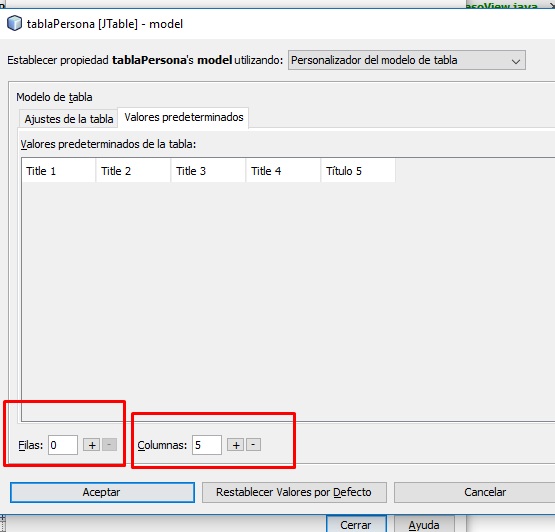 esoView.java
tablaPersona [JTable] - model
Establecer propiedad tablaPersona's model utilizando: Personalizador del modelo de tabla
Modelo de tabla
Ajustes de la tabla Valores predeterminados
Valores predeterminados de la tabla:
Title 1 Title 2 Title 3 Title 4 Título 5
Filas: 0 + - Columnas: 5 + -
Aceptar Restablecer Valores por Defecto Cancelar
Cerrar Ayuda